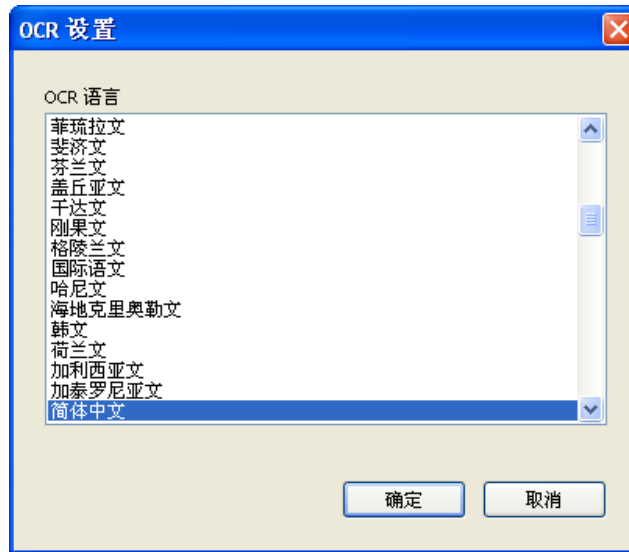 OCR 设置
OCR 语言
菲琉拉文
斐济文
芬兰文
盖丘亚文
干达文
刚果文
格陵兰文
国际语文
哈尼文
海地克里奥勒文
韩文
荷兰文
加利西亚文
加泰罗尼亚文
简体中文
确定 取消